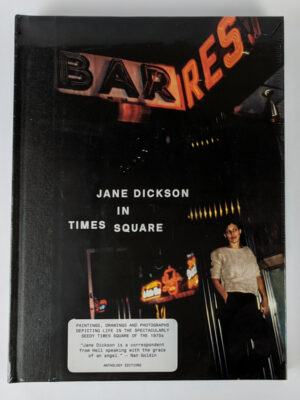 BAR
RES
JANE DICKSON
IN
TIMES SQUARE
PAINTINGS, DRAWINGS AND PHOTOGRAPHS
DEPICTING LIFE IN THE SPECTACULARLY
SEEDY TIMES SQUARE OF THE 1970s
"Jane Dickson is a correspondent
from Hell speaking with the grace
of an angel." — Nan Goldin
ANTHOLOGY EDITIONS